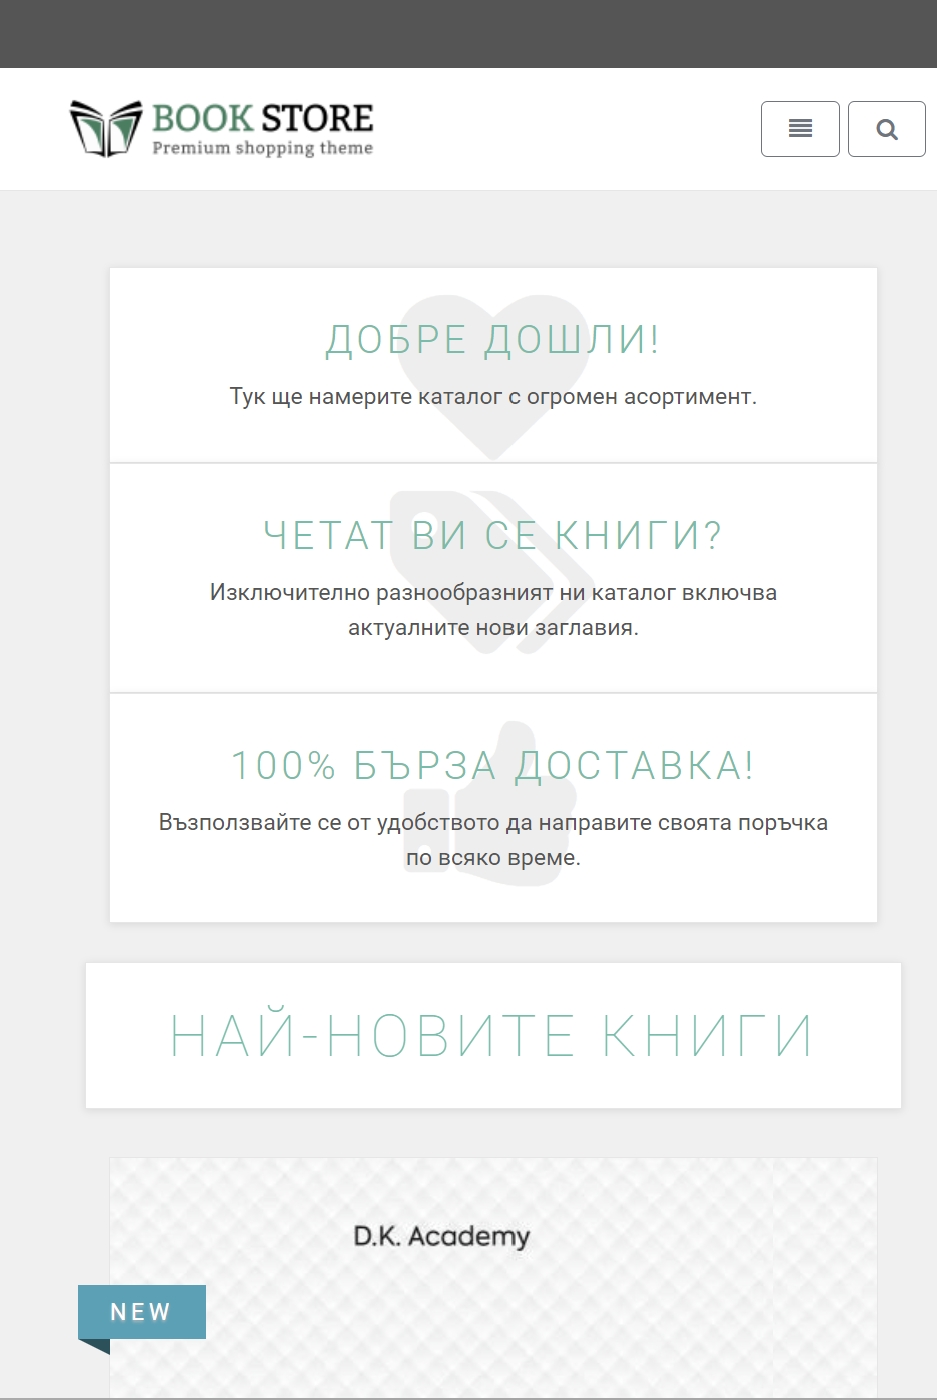 BOOK STORE
Premium shopping theme
ДОБРЕ ДОШЛИ!
Тук ще намерите каталог с огромен асортимент.
ЧЕТАТ ВИ СЕ КНИГИ?
Изключително разнообразният ни каталог включва
актуалните нови заглавия.
100% БЪРЗА ДОСТАВКА!
Възползвайте се от удобството да направите своята поръчка
по всяко време.
НАЙ-НОВИТЕ КНИГИ
D.K. Academy
NEW